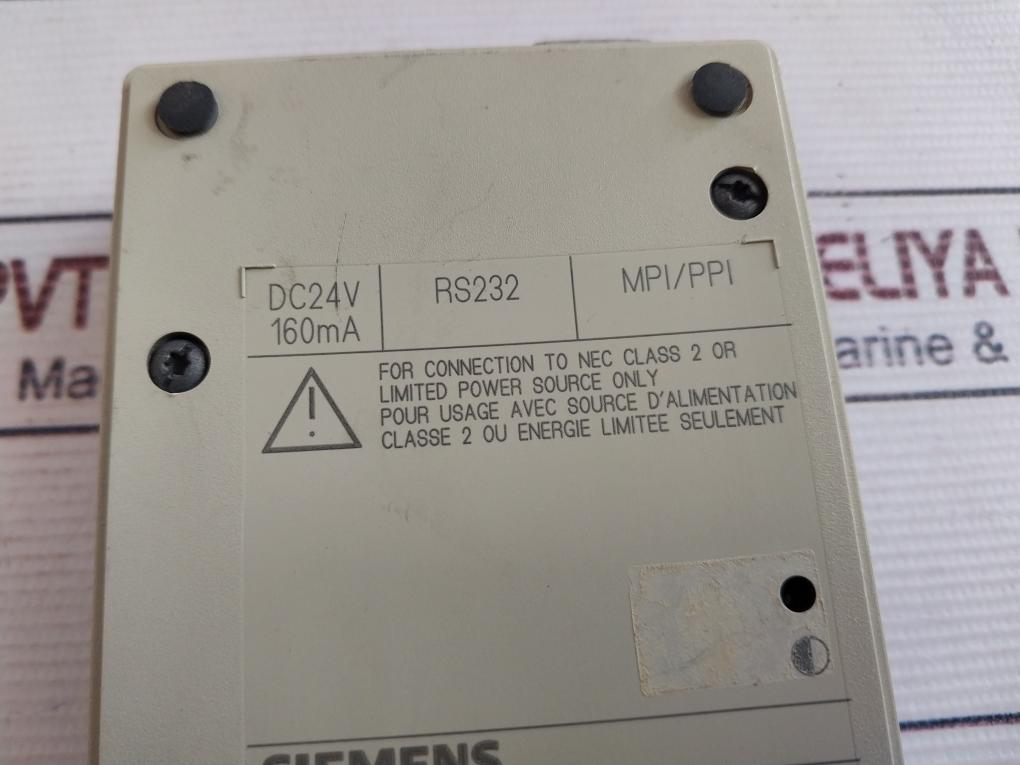 DC24V
160mA
RS232
MPI/PPI
FOR CONNECTION TO NEC CLASS 2 OR
LIMITED POWER SOURCE ONLY
POUR USAGE AVEC SOURCE D'ALIMENTATION
CLASSE 2 OU ENERGIE LIMITEE SEULEMENT
SIEMENS
PVT
Ma
ELIYA
arine &